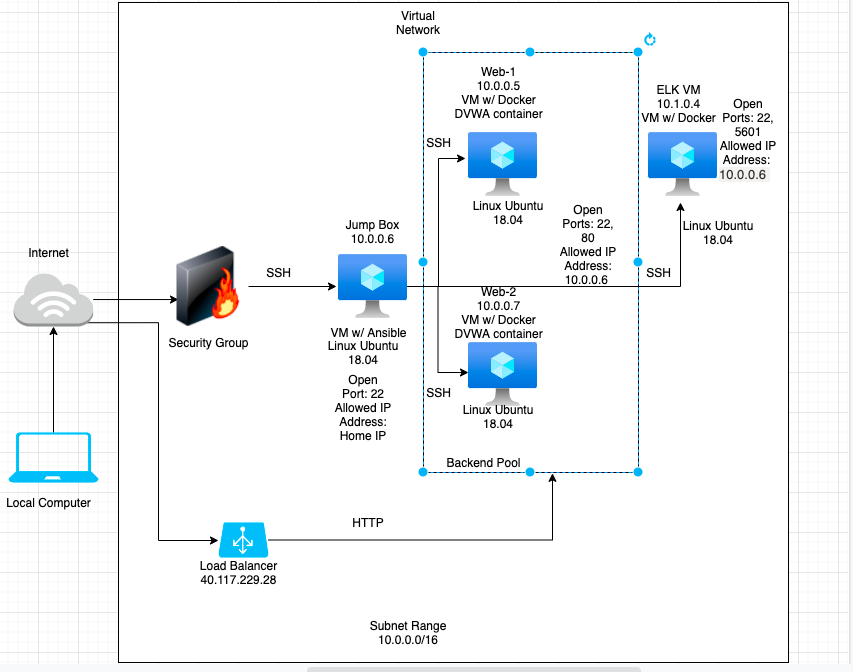 Virtual
Network
Web-1
10.0.0.5
VM w/ Docker
DVWA container
SSH
Linux Ubuntu
18.04
ELK VM
10.1.0.4
VM w/ Docker
Open
Ports: 22,
5601
Allowed IP
Address:
10.0.0.6
Linux Ubuntu
18.04
Open
Ports: 22,
80
Allowed IP
Address:
10.0.0.6
SSH
Internet
Security Group
SSH
Jump Box
10.0.0.6
VM w/ Ansible
Linux Ubuntu
18.04
Open
Port: 22
Allowed IP
Address:
Home IP
Web-2
10.0.0.7
VM w/ Docker
DVWA container
SSH
Linux Ubuntu
18.04
Backend Pool
Local Computer
HTTP
Load Balancer
40.117.229.28
Subnet Range
10.0.0.0/16